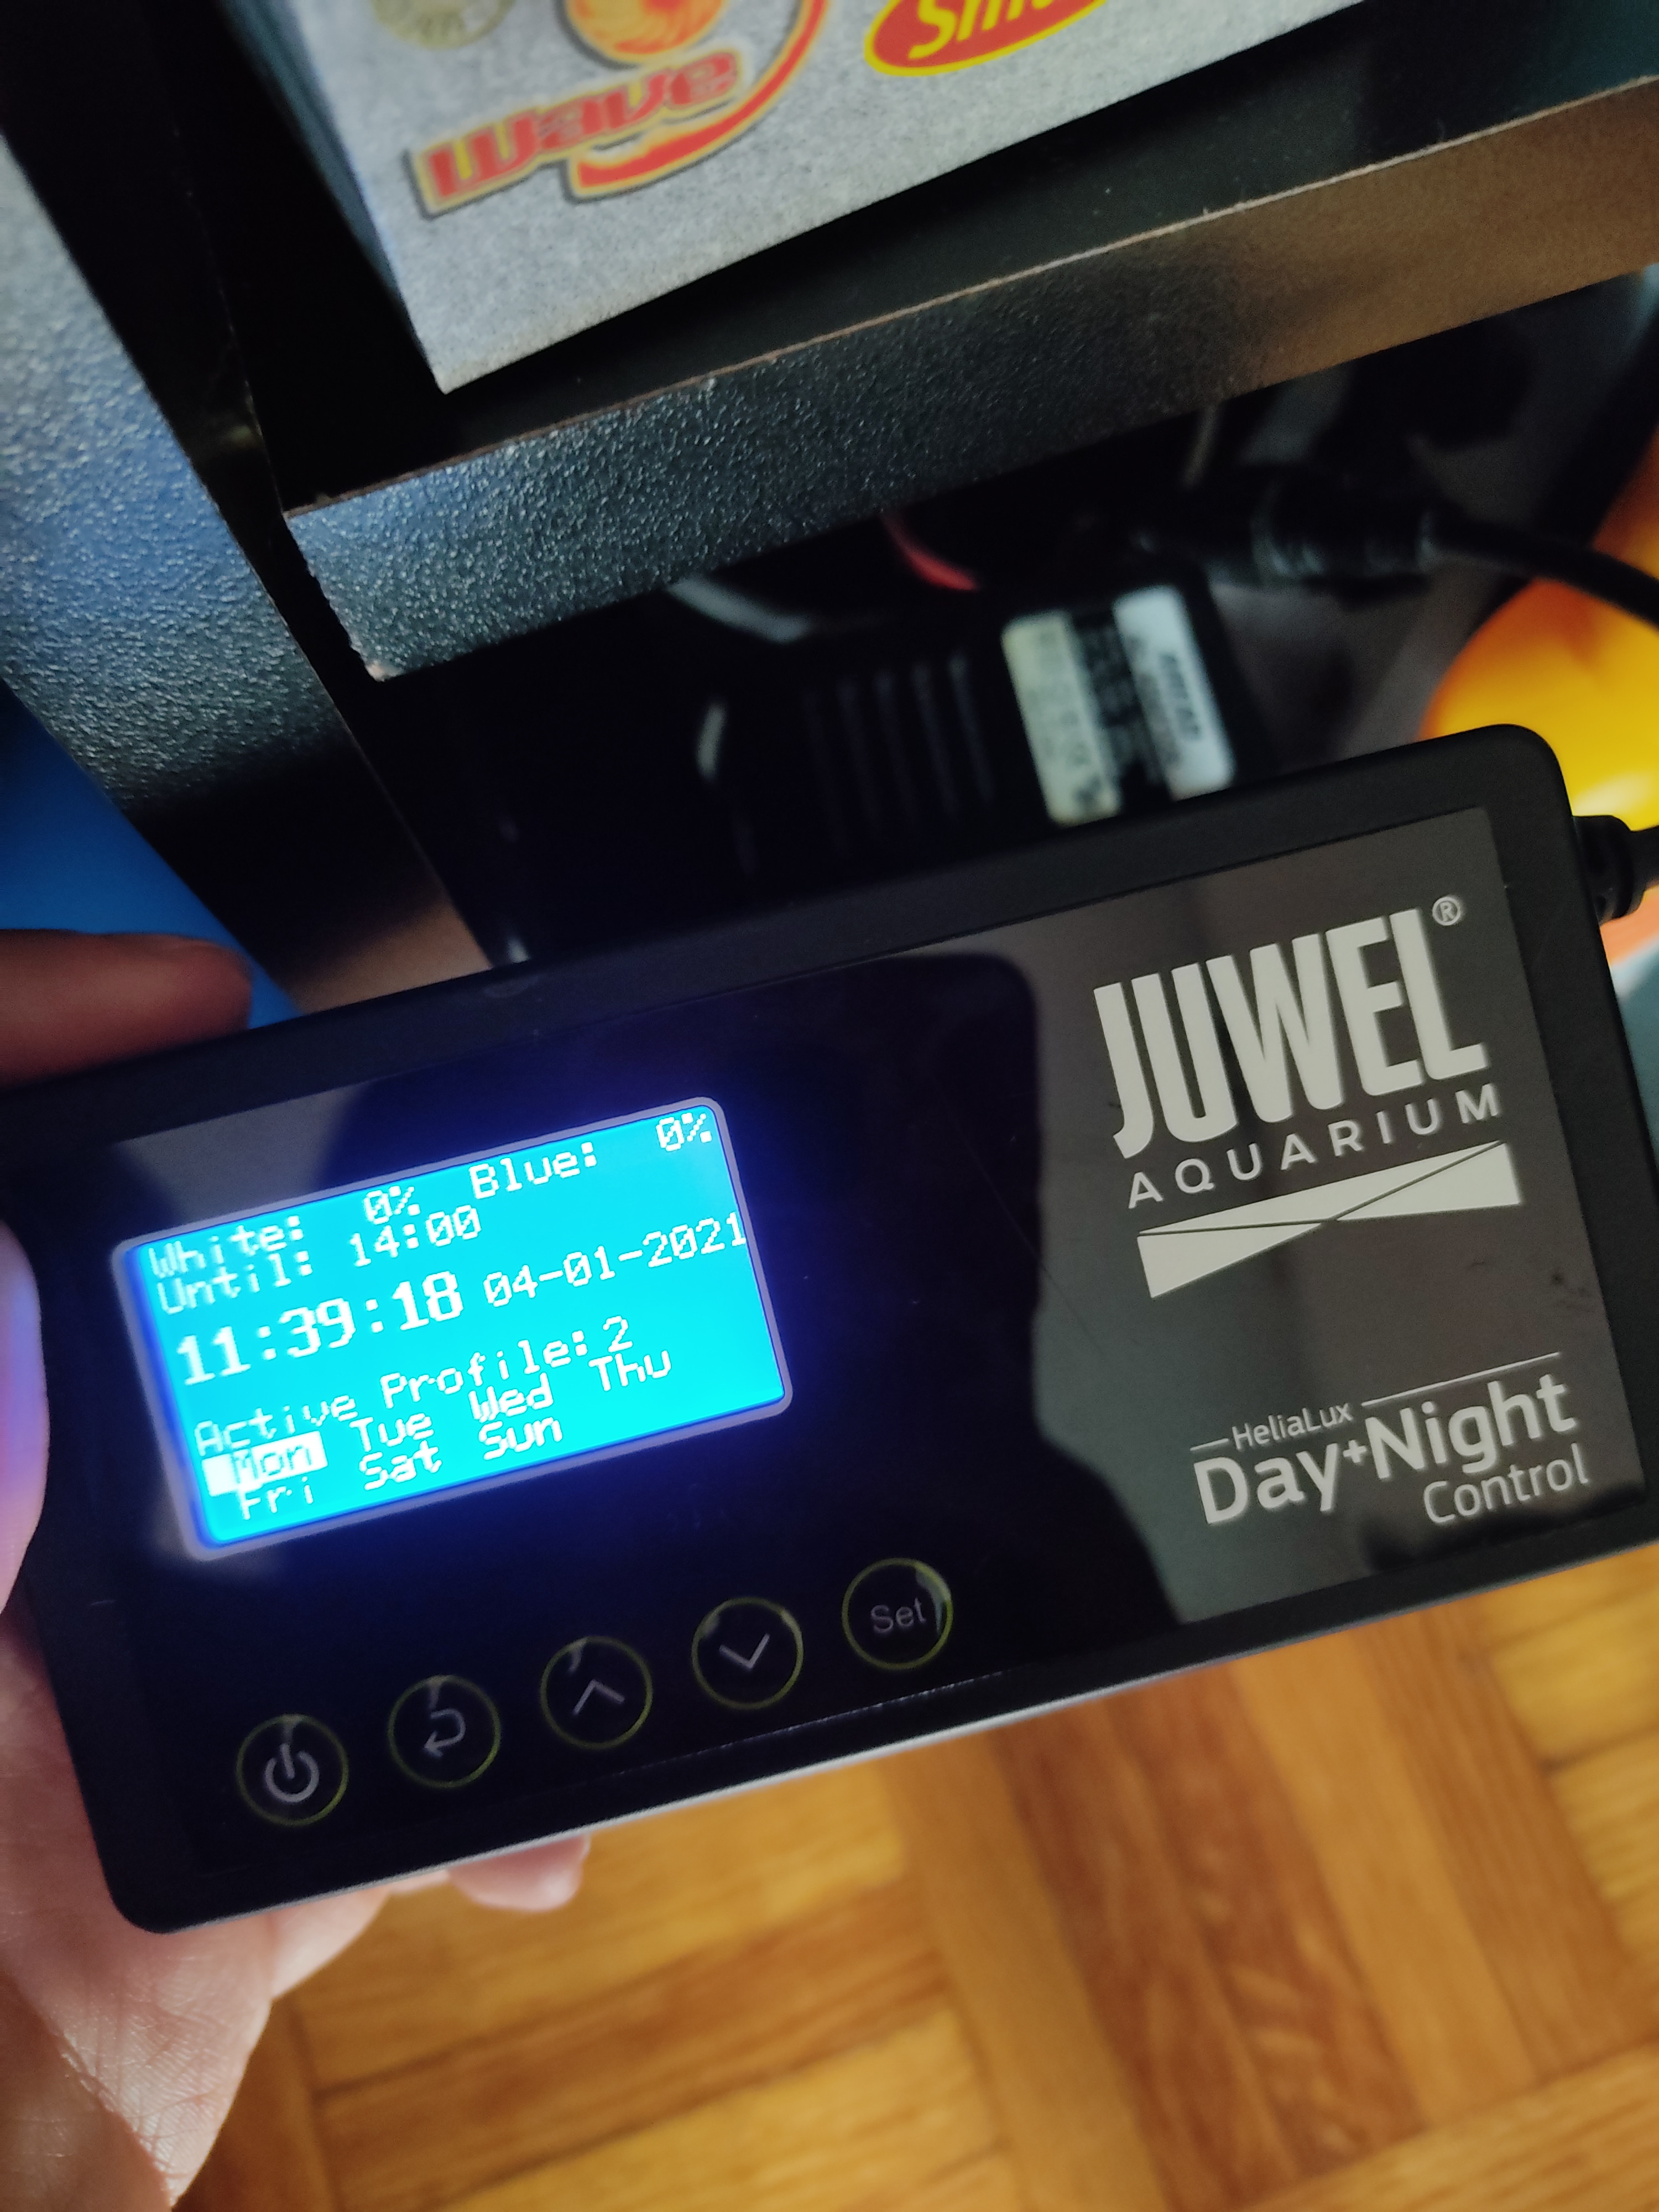 wave
White: 0% Blue: 0%
Until: 14:00
11:39:18 04-01-2021
Active Profile: 2
Mon Tue Wed Thu
Fri Sat Sun
JUWEL®
AQUARIUM
HeliaLux
Day+Night
Control
Set